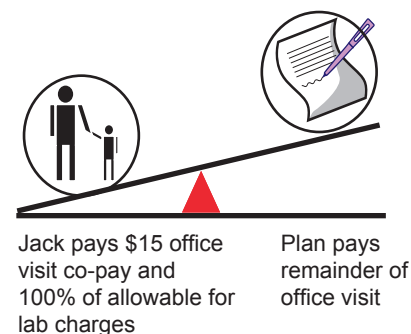 Jack pays $15 office
visit co-pay and
100% of allowable for
lab charges
Plan pays
remainder of
office visit